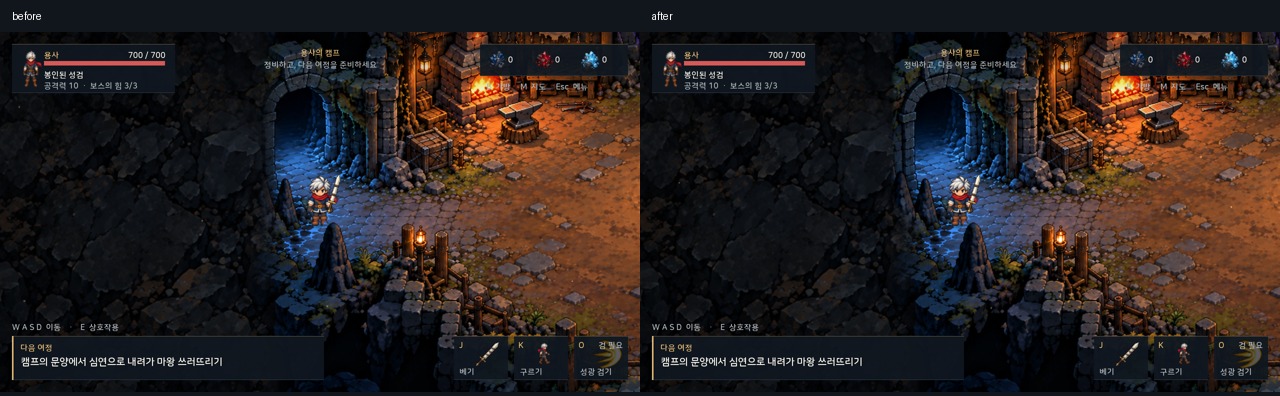 before
용사 700 / 700
봉인된 성검
공격력 10 · 보스의 힘 3/3
용사의 캠프
정비하고, 다음 여정을 준비하세요
0 0 0
M 지도 Esc 메뉴
W A S D 이동 · E 상호작용
다음 여정
캠프의 문양에서 심연으로 내려가 마왕 쓰러뜨리기
J K O 검 필요
베기 구르기 성광 검기
after
용사 700 / 700
봉인된 성검
공격력 10 · 보스의 힘 3/3
용사의 캠프
정비하고, 다음 여정을 준비하세요
0 0 0
M 지도 Esc 메뉴
W A S D 이동 · E 상호작용
다음 여정
캠프의 문양에서 심연으로 내려가 마왕 쓰러뜨리기
J K O 검 필요
베기 구르기 성광 검기